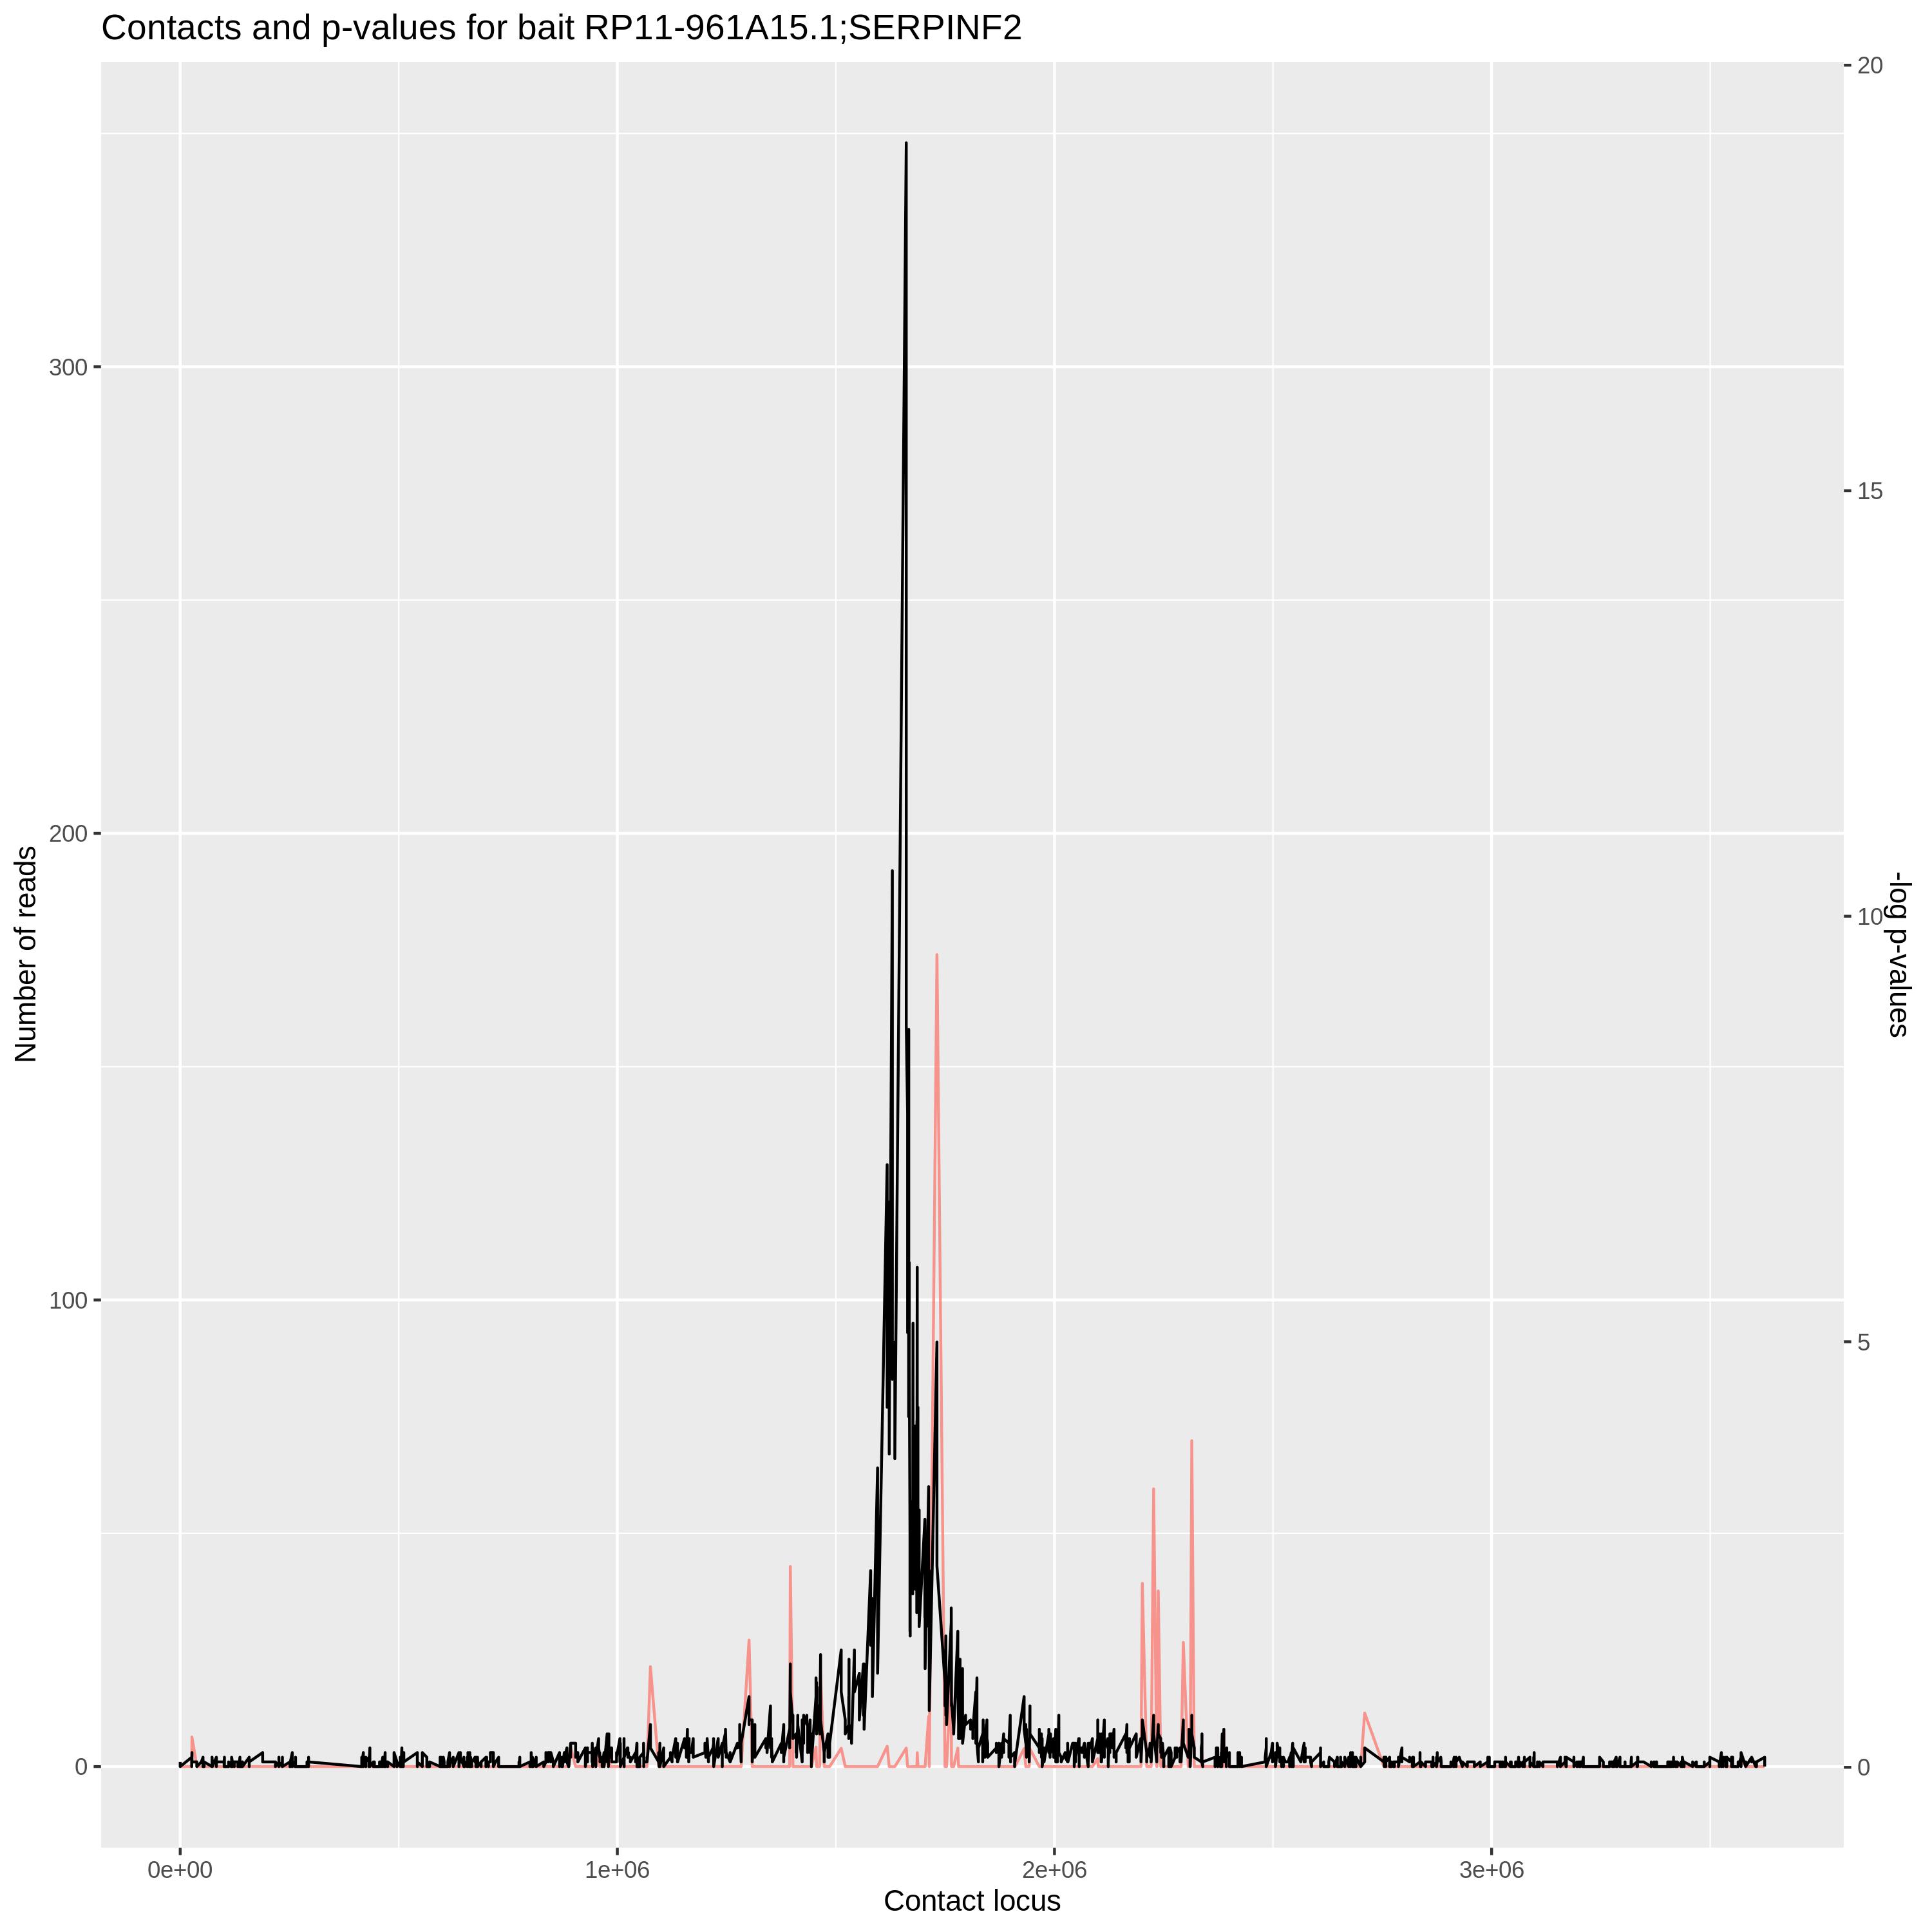 Contacts and p-values for bait RP11-961A15.1;SERPINF2
Number of reads
300
200
100
0
20
15
10
5
0
-log p-values
0e+00
1e+06
2e+06
3e+06
Contact locus